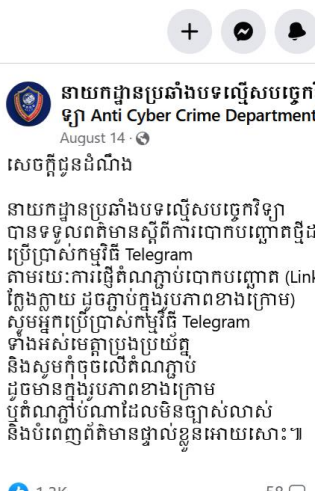 នាយកដ្ឋានប្រឆាំងបទល្មើសបច្ចេកវិ
ទ្យា Anti Cyber Crime Department
August 14
សេចក្តីជូនដំណឹង
នាយកដ្ឋានប្រឆាំងបទល្មើសបច្ចេកវិទ្យា
បានទទួលពត៌មានស្តីពីការបោកបញ្ឆោតថ្មី
ប្រើប្រាស់កម្មវិធី Telegram
តាមរយៈការផ្ញើតំណភ្ជាប់បោកបញ្ឆោត (Link
ក្លែងក្លាយ ដូចភ្ជាប់ក្នុងរូបភាពខាងក្រោម)
សូមអ្នកប្រើប្រាស់កម្មវិធី Telegram
ទាំងអស់មេត្តាប្រុងប្រយ័ត្ន
និងសូមកុំចុចលើតំណភ្ជាប់
ដូចមានក្នុងរូបភាពខាងក្រោម
ឬតំណភ្ជាប់ណាដែលមិនច្បាស់លាស់
និងបំពេញព័ត៌មានផ្ទាល់ខ្លួនអោយសោះ៕